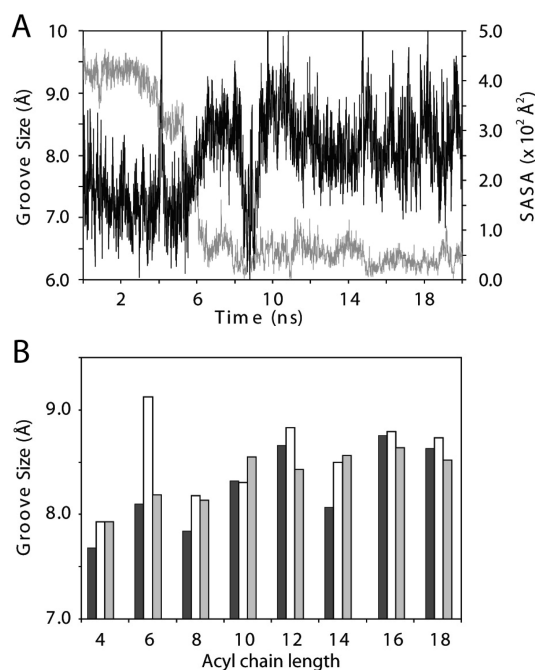 A
10
9.0
8.0
7.0
6.0
Groove Size (Å)
5.0
4.0
3.0
2.0
1.0
0.0
SASA (x 10² Å²)
2 6 9 10 14 18
Time (ns)
B
9.0
8.0
7.0
Groove Size (Å)
4 6 8 10 12 14 16 18
Acyl chain length